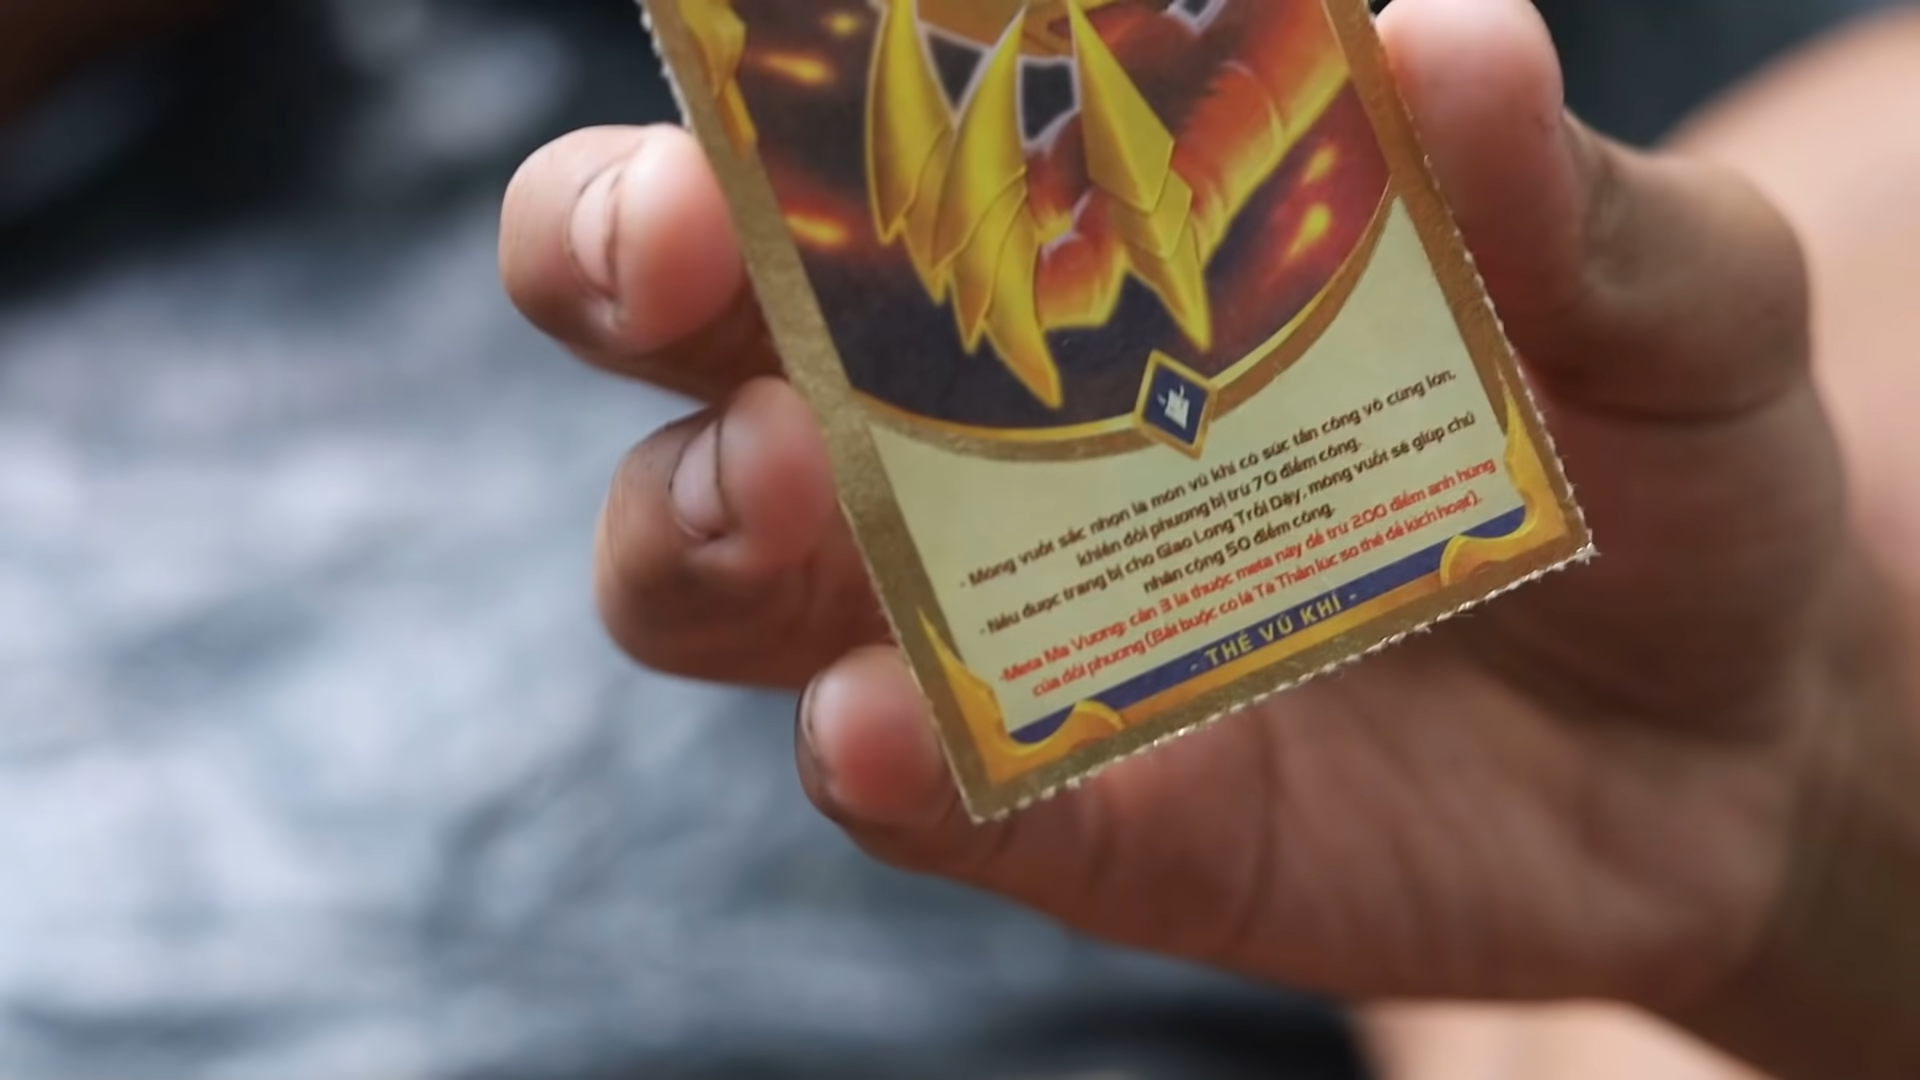 - Móng vuốt sắc nhọn là món vũ khí có sức tấn công vô cùng lớn,
khiến đối phương bị trừ 70 điểm công.
- Nếu được trang bị cho Giao Long Trỗi Dậy, móng vuốt sẽ giúp chủ
nhân cộng 50 điểm công.
-Meta Ma Vương: cần 3 lá thuộc meta này để trừ 200 điểm anh hùng
của đối phương (Bắt buộc có lá Tà Thần lúc so thẻ để kích hoạt).
- THẺ VŨ KHÍ -